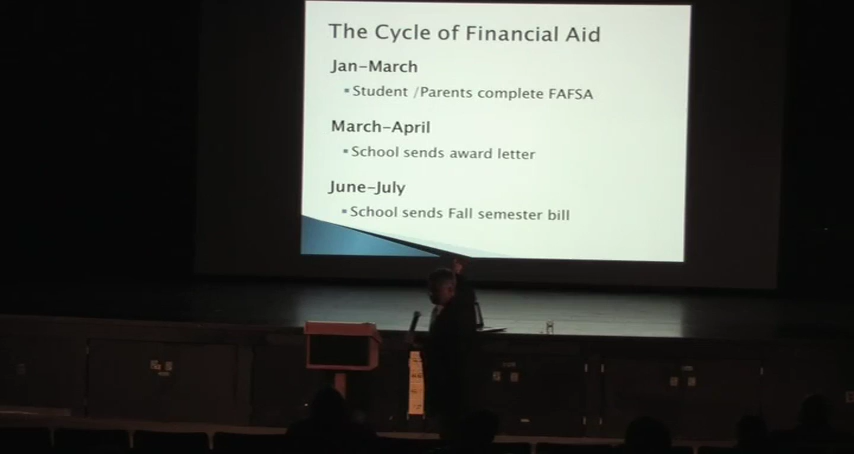 The Cycle of Financial Aid
Jan-March
Student /Parents complete FAFSA
March-April
School sends award letter
June-July
School sends Fall semester bill